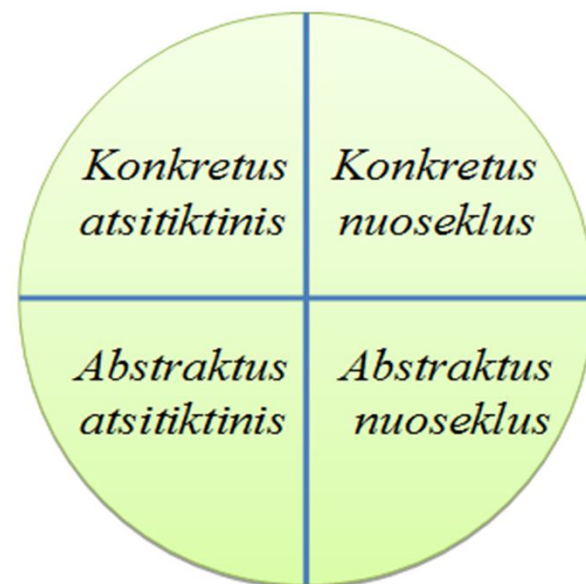 Konkretus
atsitiktinis
Konkretus
nuoseklus
Abstraktus
atsitiktinis
Abstraktus
nuoseklus